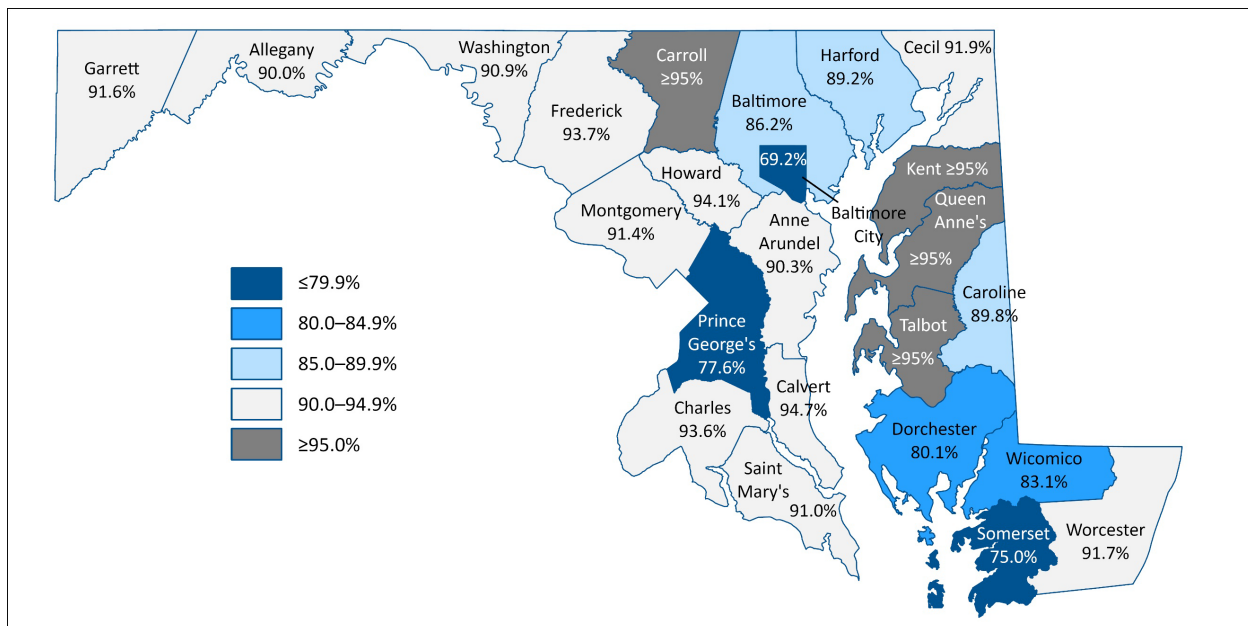 Garrett
91.6%
Allegany
90.0%
Washington
90.9%
Frederick
93.7%
Carroll
≥95%
Baltimore
86.2%
Harford
89.2%
Cecil 91.9%
69.2%
Baltimore
City
Howard
94.1%
Montgomery
91.4%
Anne
Arundel
90.3%
Kent ≥95%
Queen
Anne's
≥95%
Caroline
89.8%
Talbot
≥95%
Prince
George's
77.6%
Calvert
94.7%
Charles
93.6%
Saint
Mary's
91.0%
Dorchester
80.1%
Wicomico
83.1%
Somerset
75.0%
Worcester
91.7%
≤79.9%
80.0–84.9%
85.0–89.9%
90.0–94.9%
≥95.0%